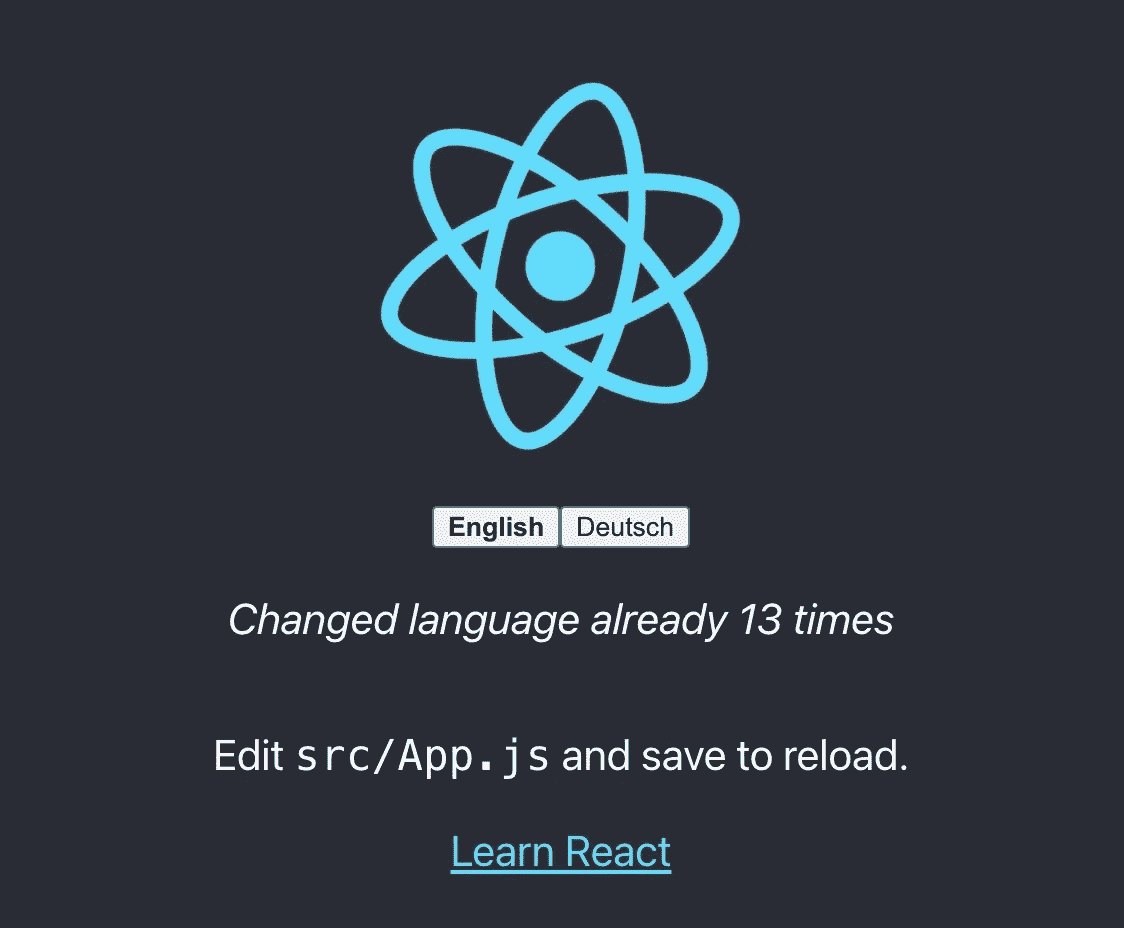 English Deutsch
Changed language already 13 times
Edit src/App.js and save to reload.
Learn React